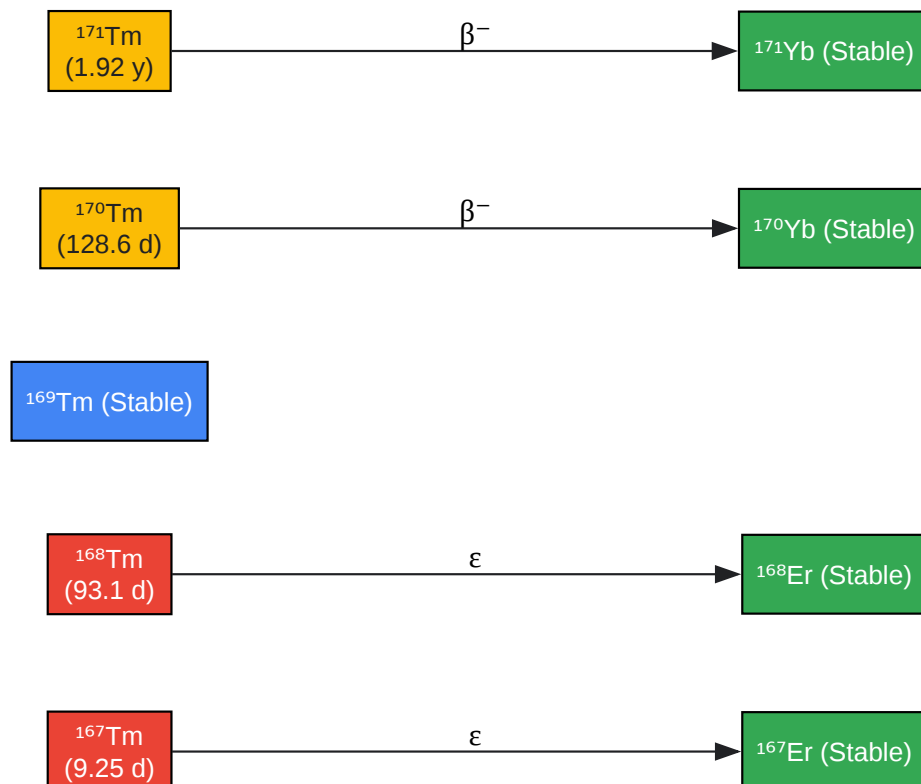 ¹⁷¹Tm
(1.92 y)
β⁻
¹⁷¹Yb (Stable)
¹⁷⁰Tm
(128.6 d)
β⁻
¹⁷⁰Yb (Stable)
¹⁶⁹Tm (Stable)
¹⁶⁸Tm
(93.1 d)
ε
¹⁶⁸Er (Stable)
¹⁶⁷Tm
(9.25 d)
ε
¹⁶⁷Er (Stable)